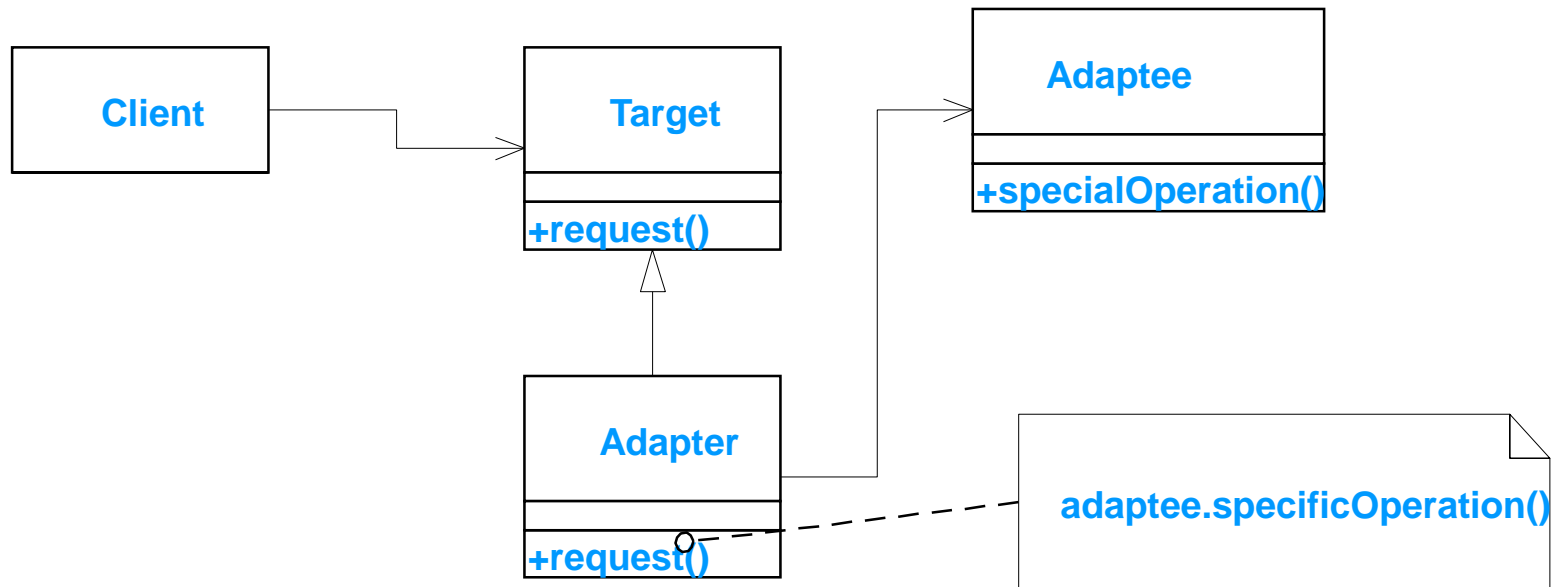 Client
Target
+request()
Adaptee
+specialOperation()
Adapter
+request()
adaptee.specificOperation()